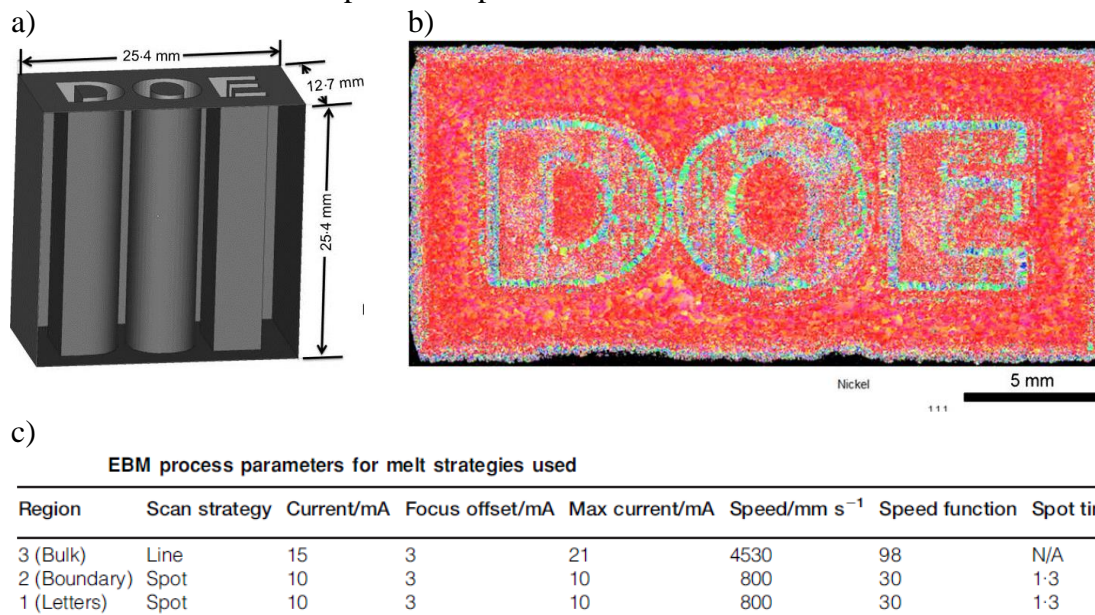 a)
b)
25·4 mm
12·7 mm
25·4 mm
DOE
DOE
Nickel
5 mm
111
c)
EBM process parameters for melt strategies used
Region Scan strategy Current/mA Focus offset/mA Max current/mA Speed/mm s⁻¹ Speed function Spot ti
3 (Bulk) Line 15 3 21 4530 98 N/A
2 (Boundary) Spot 10 3 10 800 30 1·3
1 (Letters) Spot 10 3 10 800 30 1·3